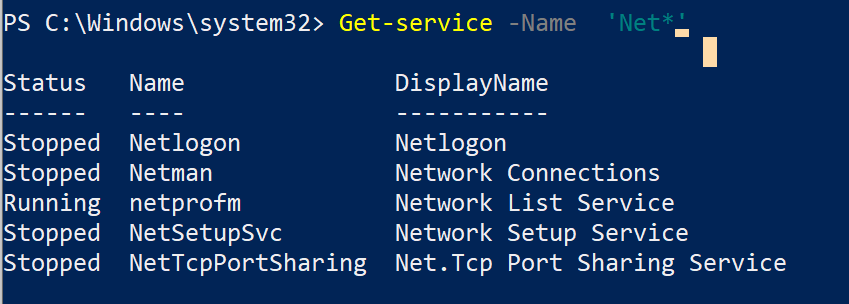 PS C:\Windows\system32> Get-service -Name  'Net*'
Status   Name               DisplayName
------   ----               -----------
Stopped  Netlogon           Netlogon
Stopped  Netman             Network Connections
Running  netprofm           Network List Service
Stopped  NetSetupSvc        Network Setup Service
Stopped  NetTcpPortSharing  Net.Tcp Port Sharing Service